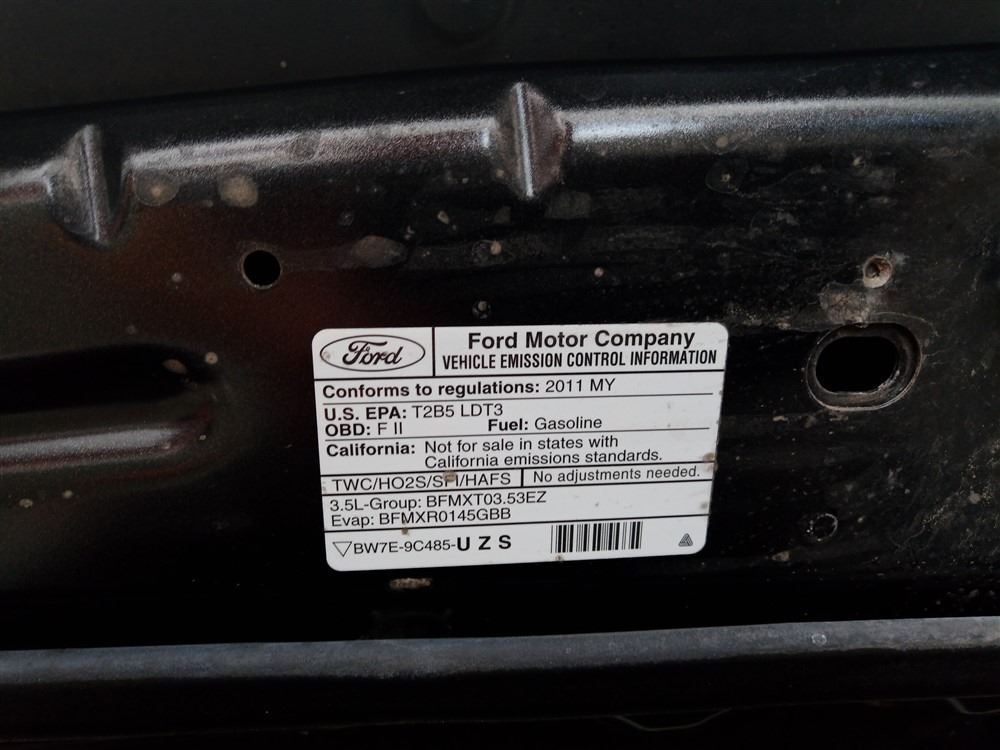 Ford
Ford Motor Company
VEHICLE EMISSION CONTROL INFORMATION
Conforms to regulations: 2011 MY
U.S. EPA: T2B5 LDT3
OBD: F II Fuel: Gasoline
California: Not for sale in states with
California emissions standards.
TWC/HO2S/SFI/HAFS No adjustments needed.
3.5L-Group: BFMXT03.53EZ
Evap: BFMXR0145GBB
BW7E-9C485-U Z S